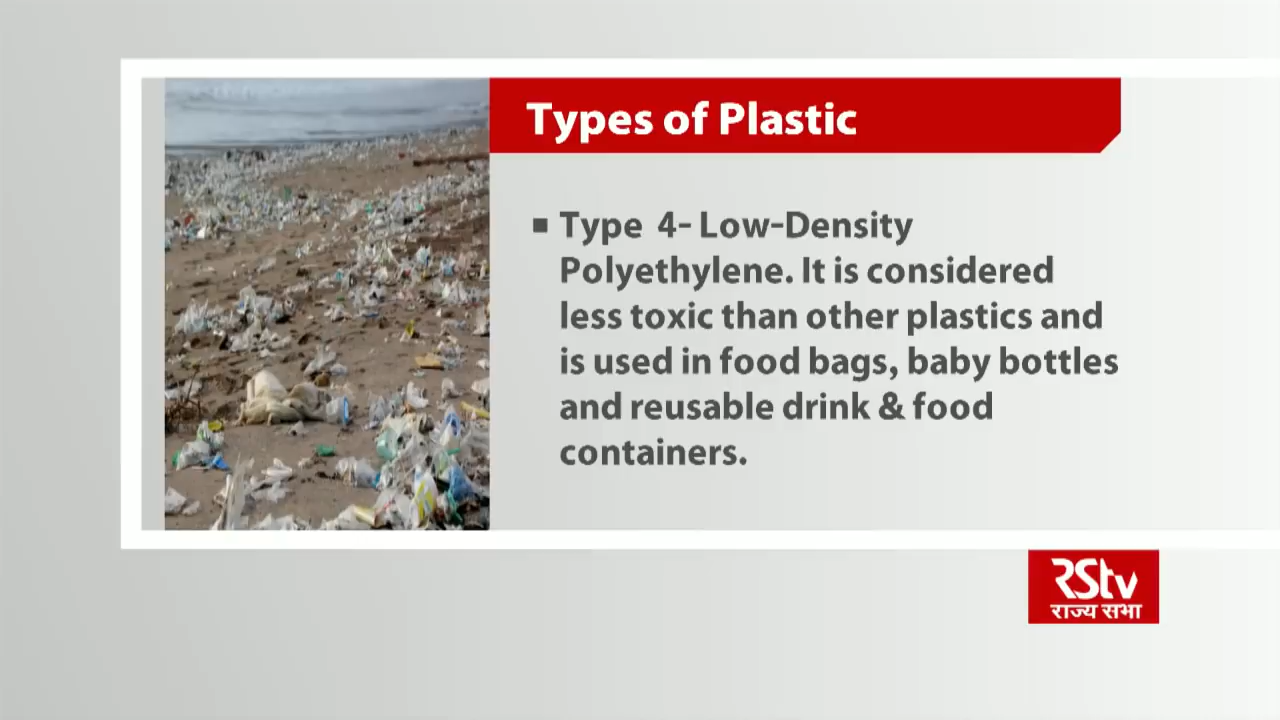 Types of Plastic
Type 4- Low-Density
Polyethylene. It is considered
less toxic than other plastics and
is used in food bags, baby bottles
and reusable drink & food
containers.
RStv
राज्य सभा